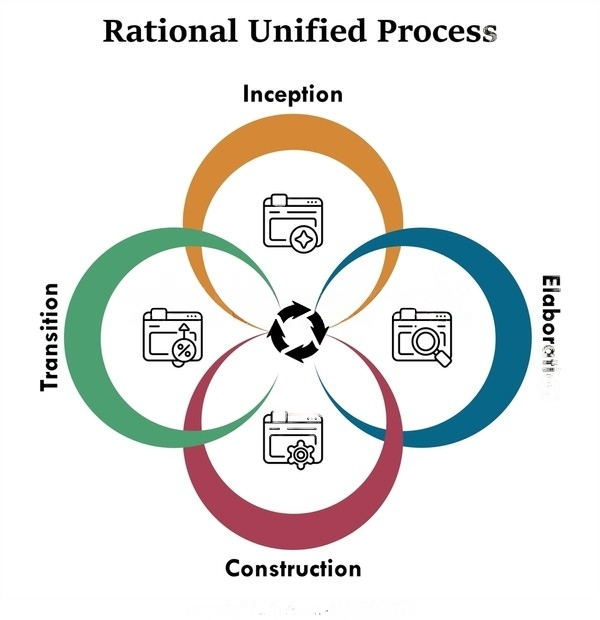 Rational Unified Process
Inception
Transition
%
Construction